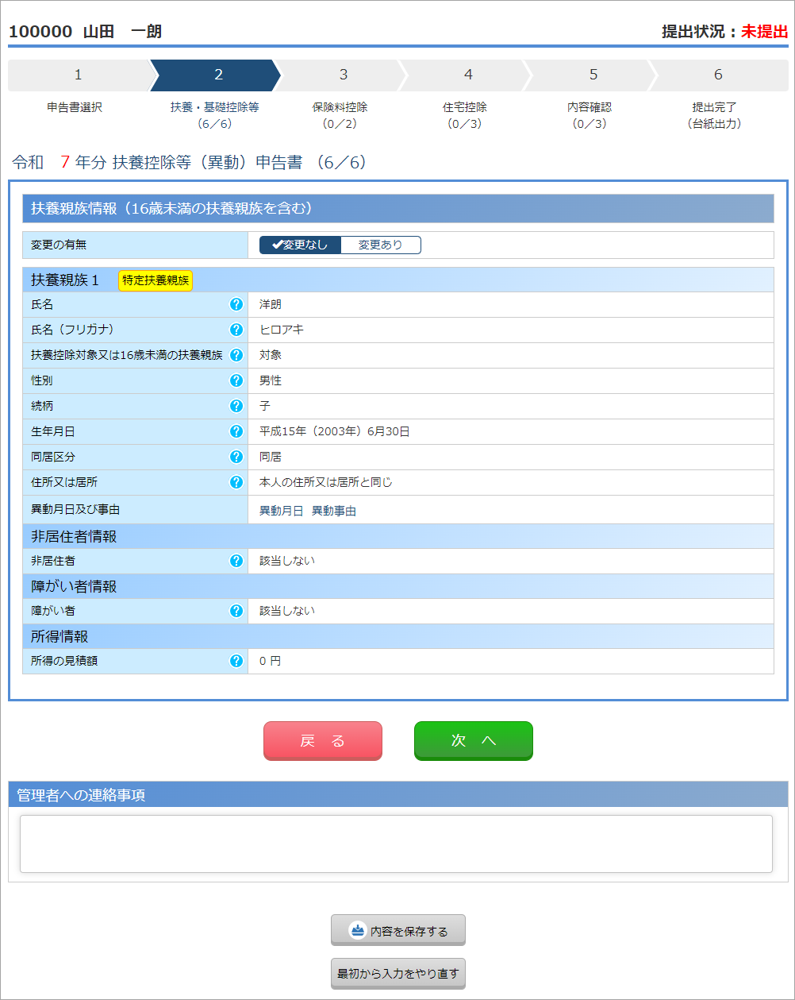 100000 山田　一朗　提出状況：未提出
1 2 3 4 5 6
申告書選択 扶養・基礎控除等 保険料控除 住宅控除 内容確認 提出完了
（6／6） （0／2） （0／3） （0／3） （台紙出力）
令和　7 年分 扶養控除等（異動）申告書 （6／6）
扶養親族情報（16歳未満の扶養親族を含む）
変更の有無 ✔変更なし 変更あり
扶養親族１ 特定扶養親族
氏名 ? 洋朗
氏名（フリガナ） ? ヒロアキ
扶養控除対象又は16歳未満の扶養親族 ? 対象
性別 ? 男性
続柄 ? 子
生年月日 ? 平成15年（2003年）6月30日
同居区分 ? 同居
住所又は居所 ? 本人の住所又は居所と同じ
異動月日及び事由 異動月日 異動事由
非居住者情報
非居住者 ? 該当しない
障がい者情報
障がい者 ? 該当しない
所得情報
所得の見積額 ? 0 円
戻　る 次　へ
管理者への連絡事項
内容を保存する
最初から入力をやり直す